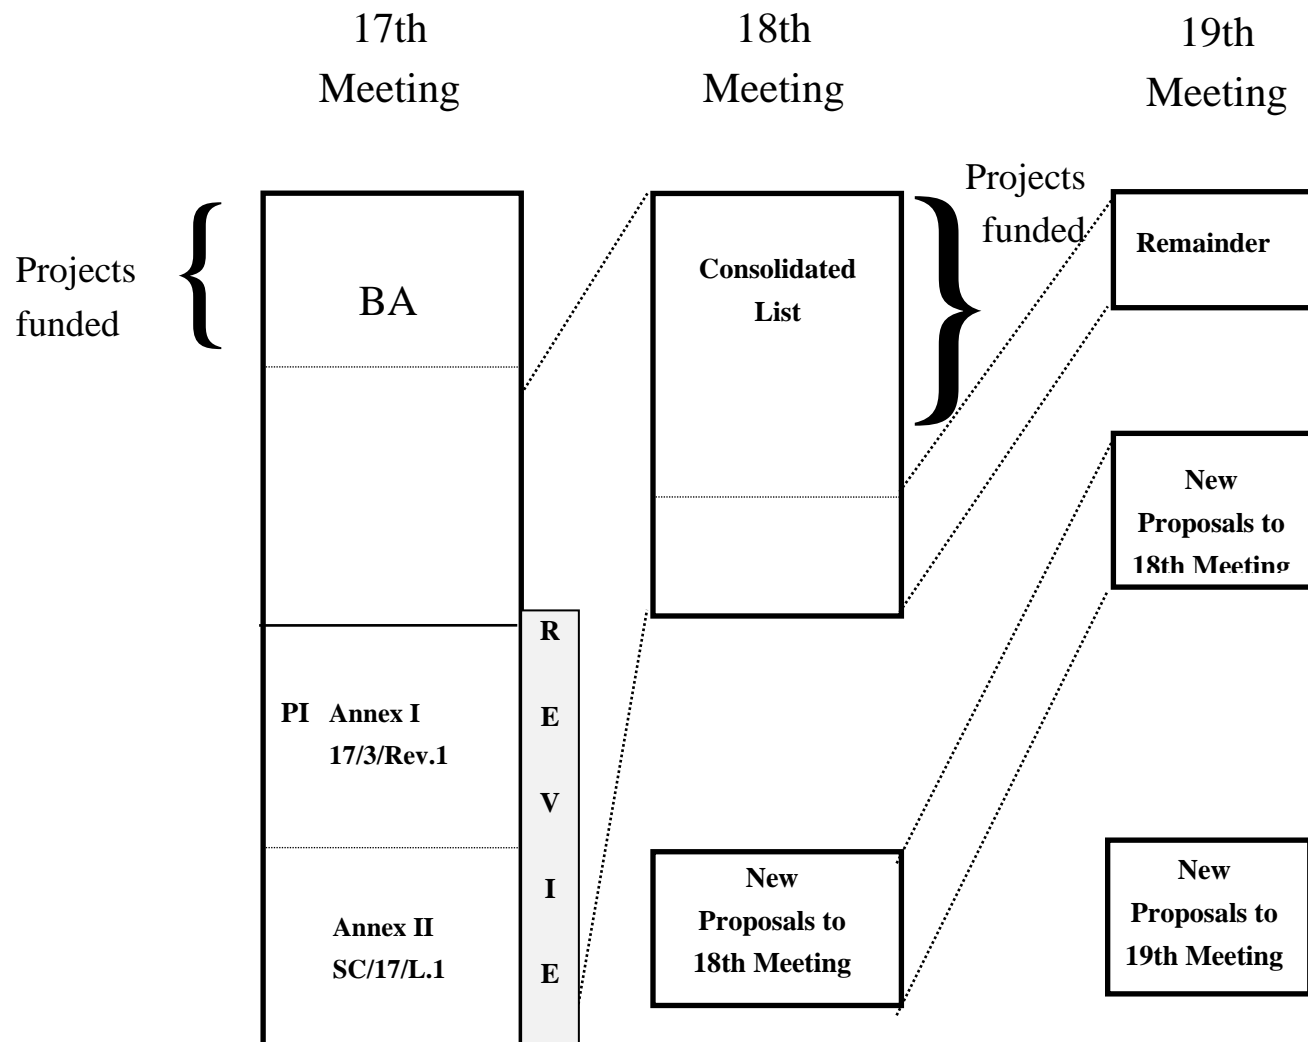 17th
Meeting
18th
Meeting
19th
Meeting
Projects
funded
BA
PI Annex I
17/3/Rev.1
Annex II
SC/17/L.1
R
E
V
I
E
Consolidated
List
Projects
funded
New
Proposals to
18th Meeting
Remainder
New
Proposals to
18th Meeting
New
Proposals to
19th Meeting